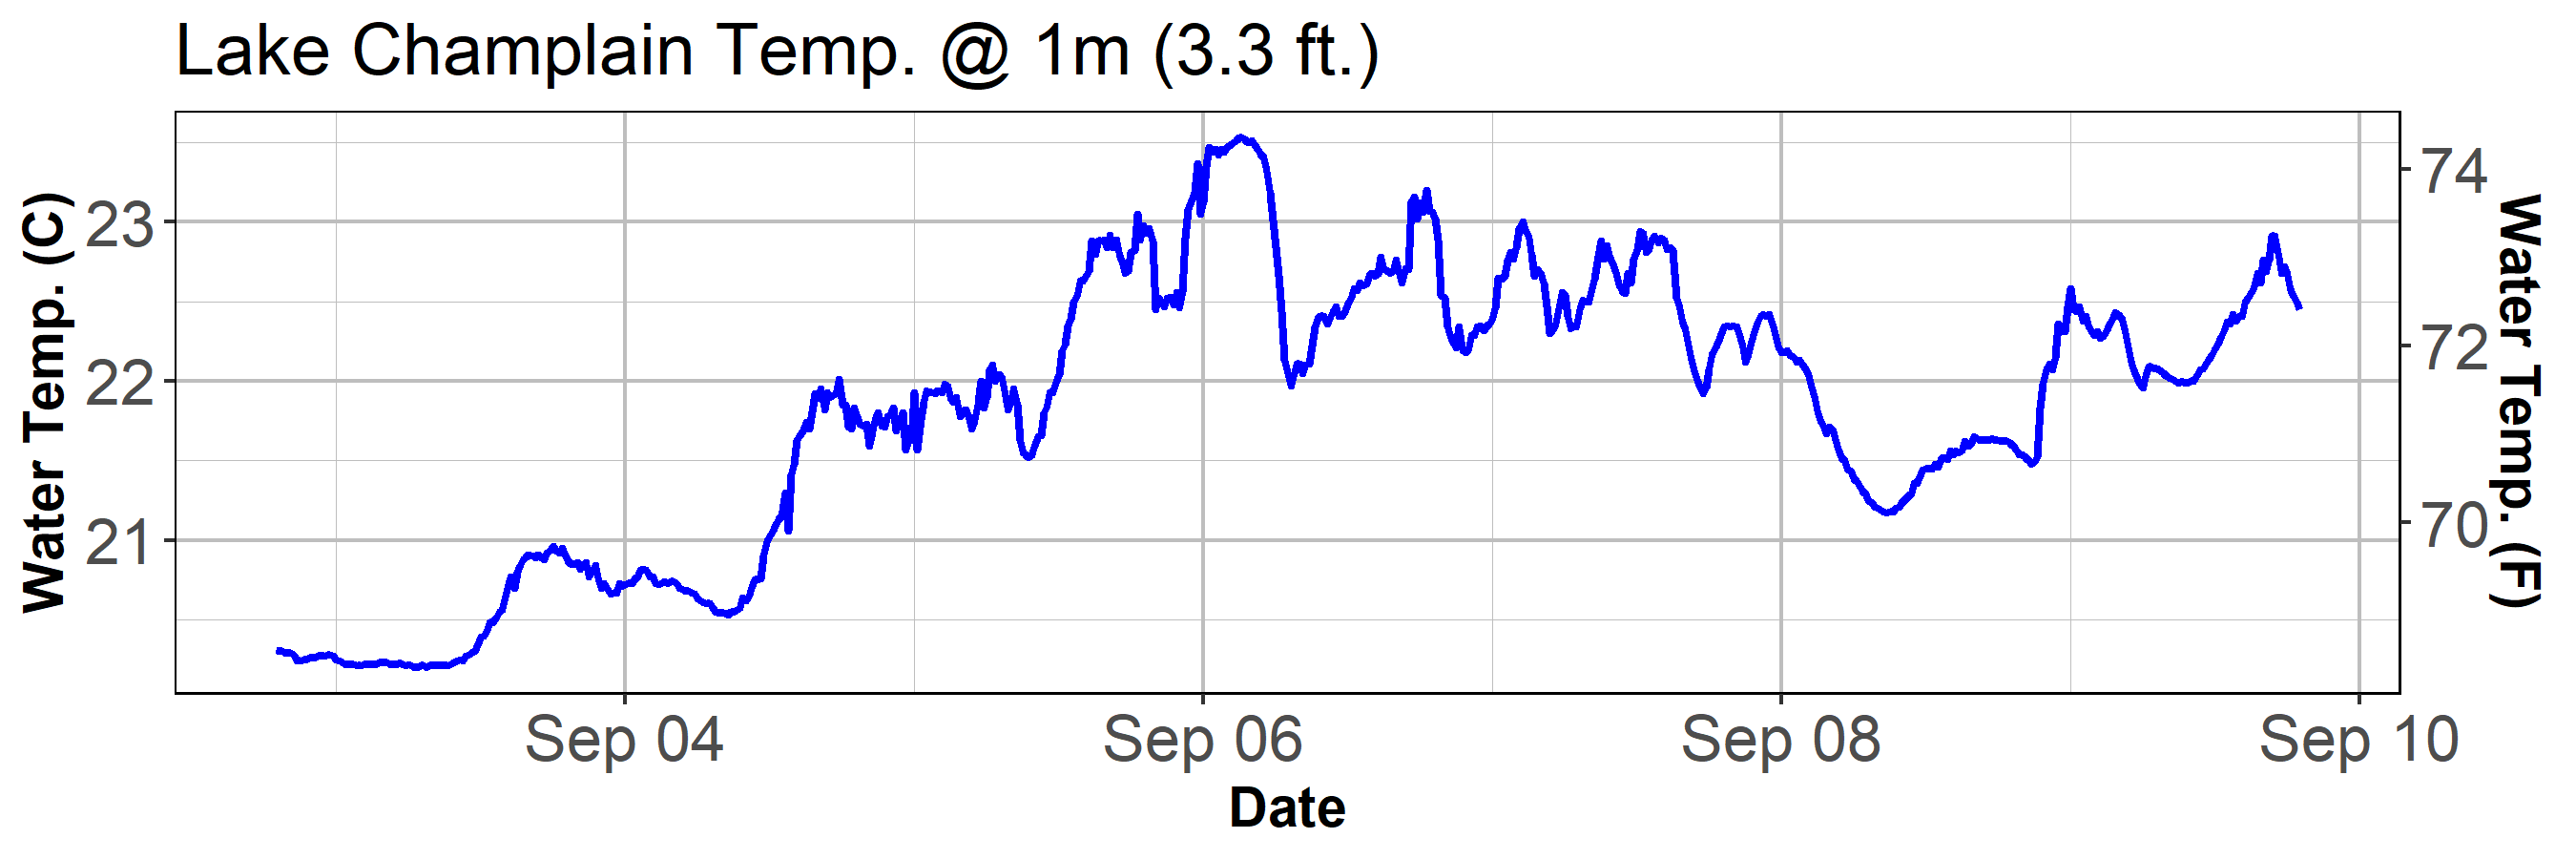 Lake Champlain Temp. @ 1m (3.3 ft.)
Water Temp. (C)
23
22
21
74
72
70
Water Temp. (F)
Sep 04 Sep 06 Sep 08 Sep 10
Date